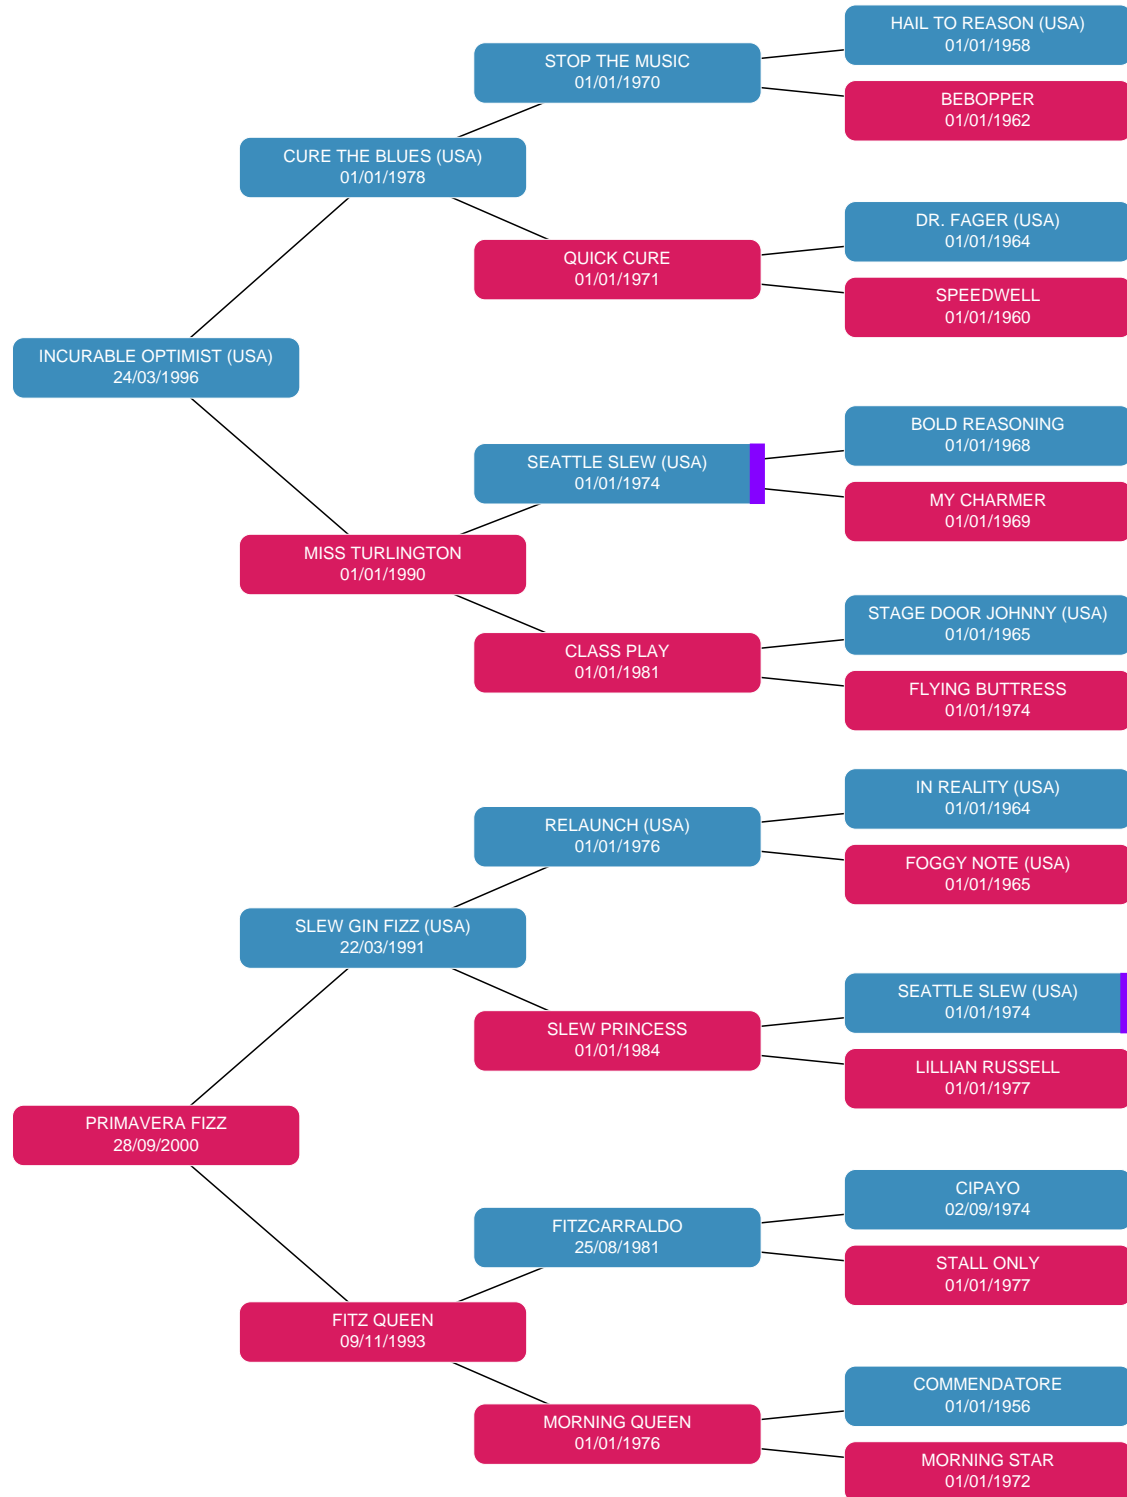 HAIL TO REASON (USA)
01/01/1958
STOP THE MUSIC
01/01/1970
BEBOPPER
01/01/1962
CURE THE BLUES (USA)
01/01/1978
DR. FAGER (USA)
01/01/1964
QUICK CURE
01/01/1971
SPEEDWELL
01/01/1960
INCURABLE OPTIMIST (USA)
24/03/1996
BOLD REASONING
01/01/1968
SEATTLE SLEW (USA)
01/01/1974
MY CHARMER
01/01/1969
MISS TURLINGTON
01/01/1990
STAGE DOOR JOHNNY (USA)
01/01/1965
CLASS PLAY
01/01/1981
FLYING BUTTRESS
01/01/1974
IN REALITY (USA)
01/01/1964
RELAUNCH (USA)
01/01/1976
FOGGY NOTE (USA)
01/01/1965
SLEW GIN FIZZ (USA)
22/03/1991
SEATTLE SLEW (USA)
01/01/1974
SLEW PRINCESS
01/01/1984
LILLIAN RUSSELL
01/01/1977
PRIMAVERA FIZZ
28/09/2000
CIPAYO
02/09/1974
FITZCARRALDO
25/08/1981
STALL ONLY
01/01/1977
FITZ QUEEN
09/11/1993
COMMENDATORE
01/01/1956
MORNING QUEEN
01/01/1976
MORNING STAR
01/01/1972